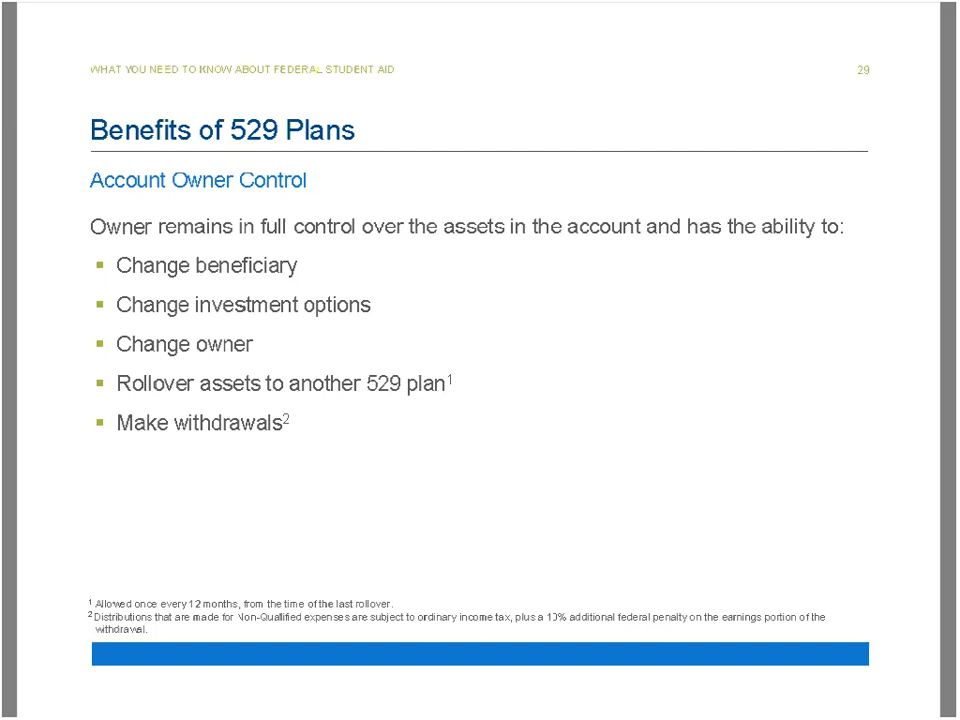 WHAT YOU NEED TO KNOW ABOUT FEDERAL STUDENT AID
29
Benefits of 529 Plans
Account Owner Control
Owner remains in full control over the assets in the account and has the ability to:
▪ Change beneficiary
▪ Change investment options
▪ Change owner
▪ Rollover assets to another 529 plan¹
▪ Make withdrawals²
¹ Allowed once every 12 months, from the time of the last rollover.
² Distributions that are made for Non-Qualified expenses are subject to ordinary income tax, plus a 10% additional federal penalty on the earnings portion of the
withdrawal.